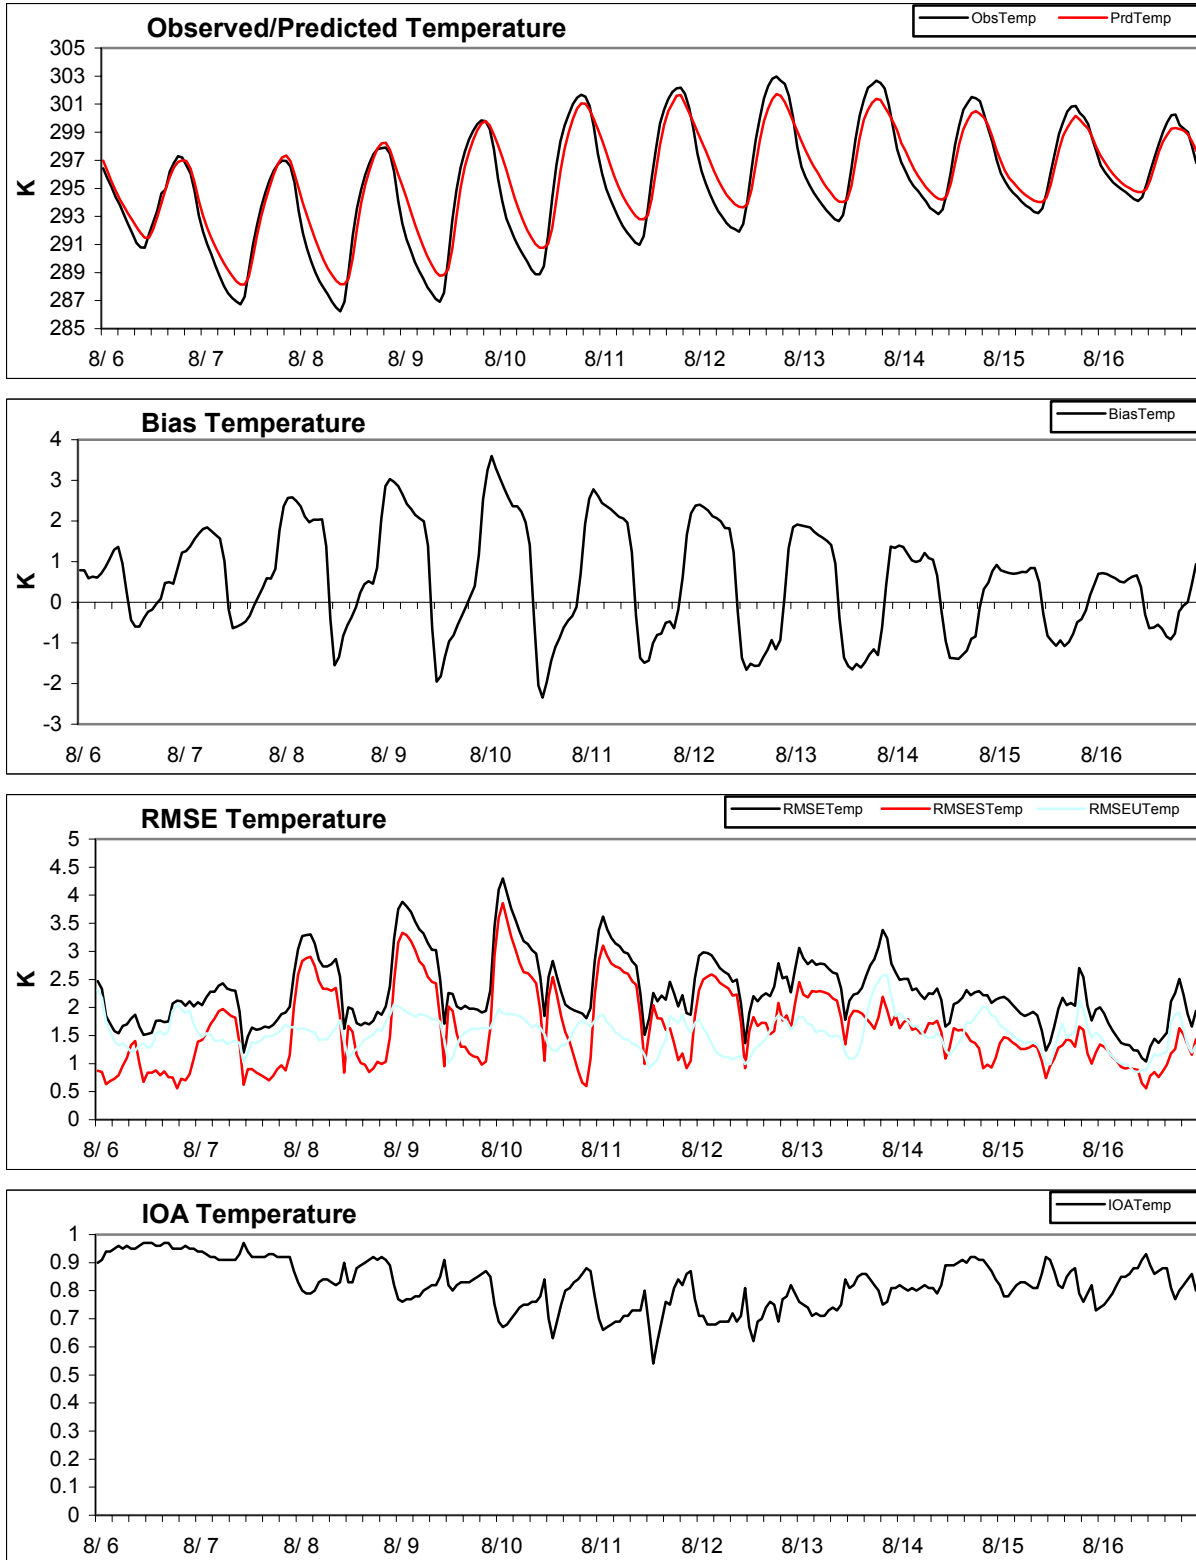 Observed/Predicted Temperature
ObsTemp PrdTemp
305
303
301
299
297
295
293
291
289
287
285
K
8/ 6 8/ 7 8/ 8 8/ 9 8/10 8/11 8/12 8/13 8/14 8/15 8/16
Bias Temperature
BiasTemp
4
3
2
1
0
-1
-2
-3
K
8/ 6 8/ 7 8/ 8 8/ 9 8/10 8/11 8/12 8/13 8/14 8/15 8/16
RMSE Temperature
RMSETemp RMSESTemp RMSEUTemp
5
4.5
4
3.5
3
2.5
2
1.5
1
0.5
0
K
8/ 6 8/ 7 8/ 8 8/ 9 8/10 8/11 8/12 8/13 8/14 8/15 8/16
IOA Temperature
IOATemp
1
0.9
0.8
0.7
0.6
0.5
0.4
0.3
0.2
0.1
0
8/ 6 8/ 7 8/ 8 8/ 9 8/10 8/11 8/12 8/13 8/14 8/15 8/16